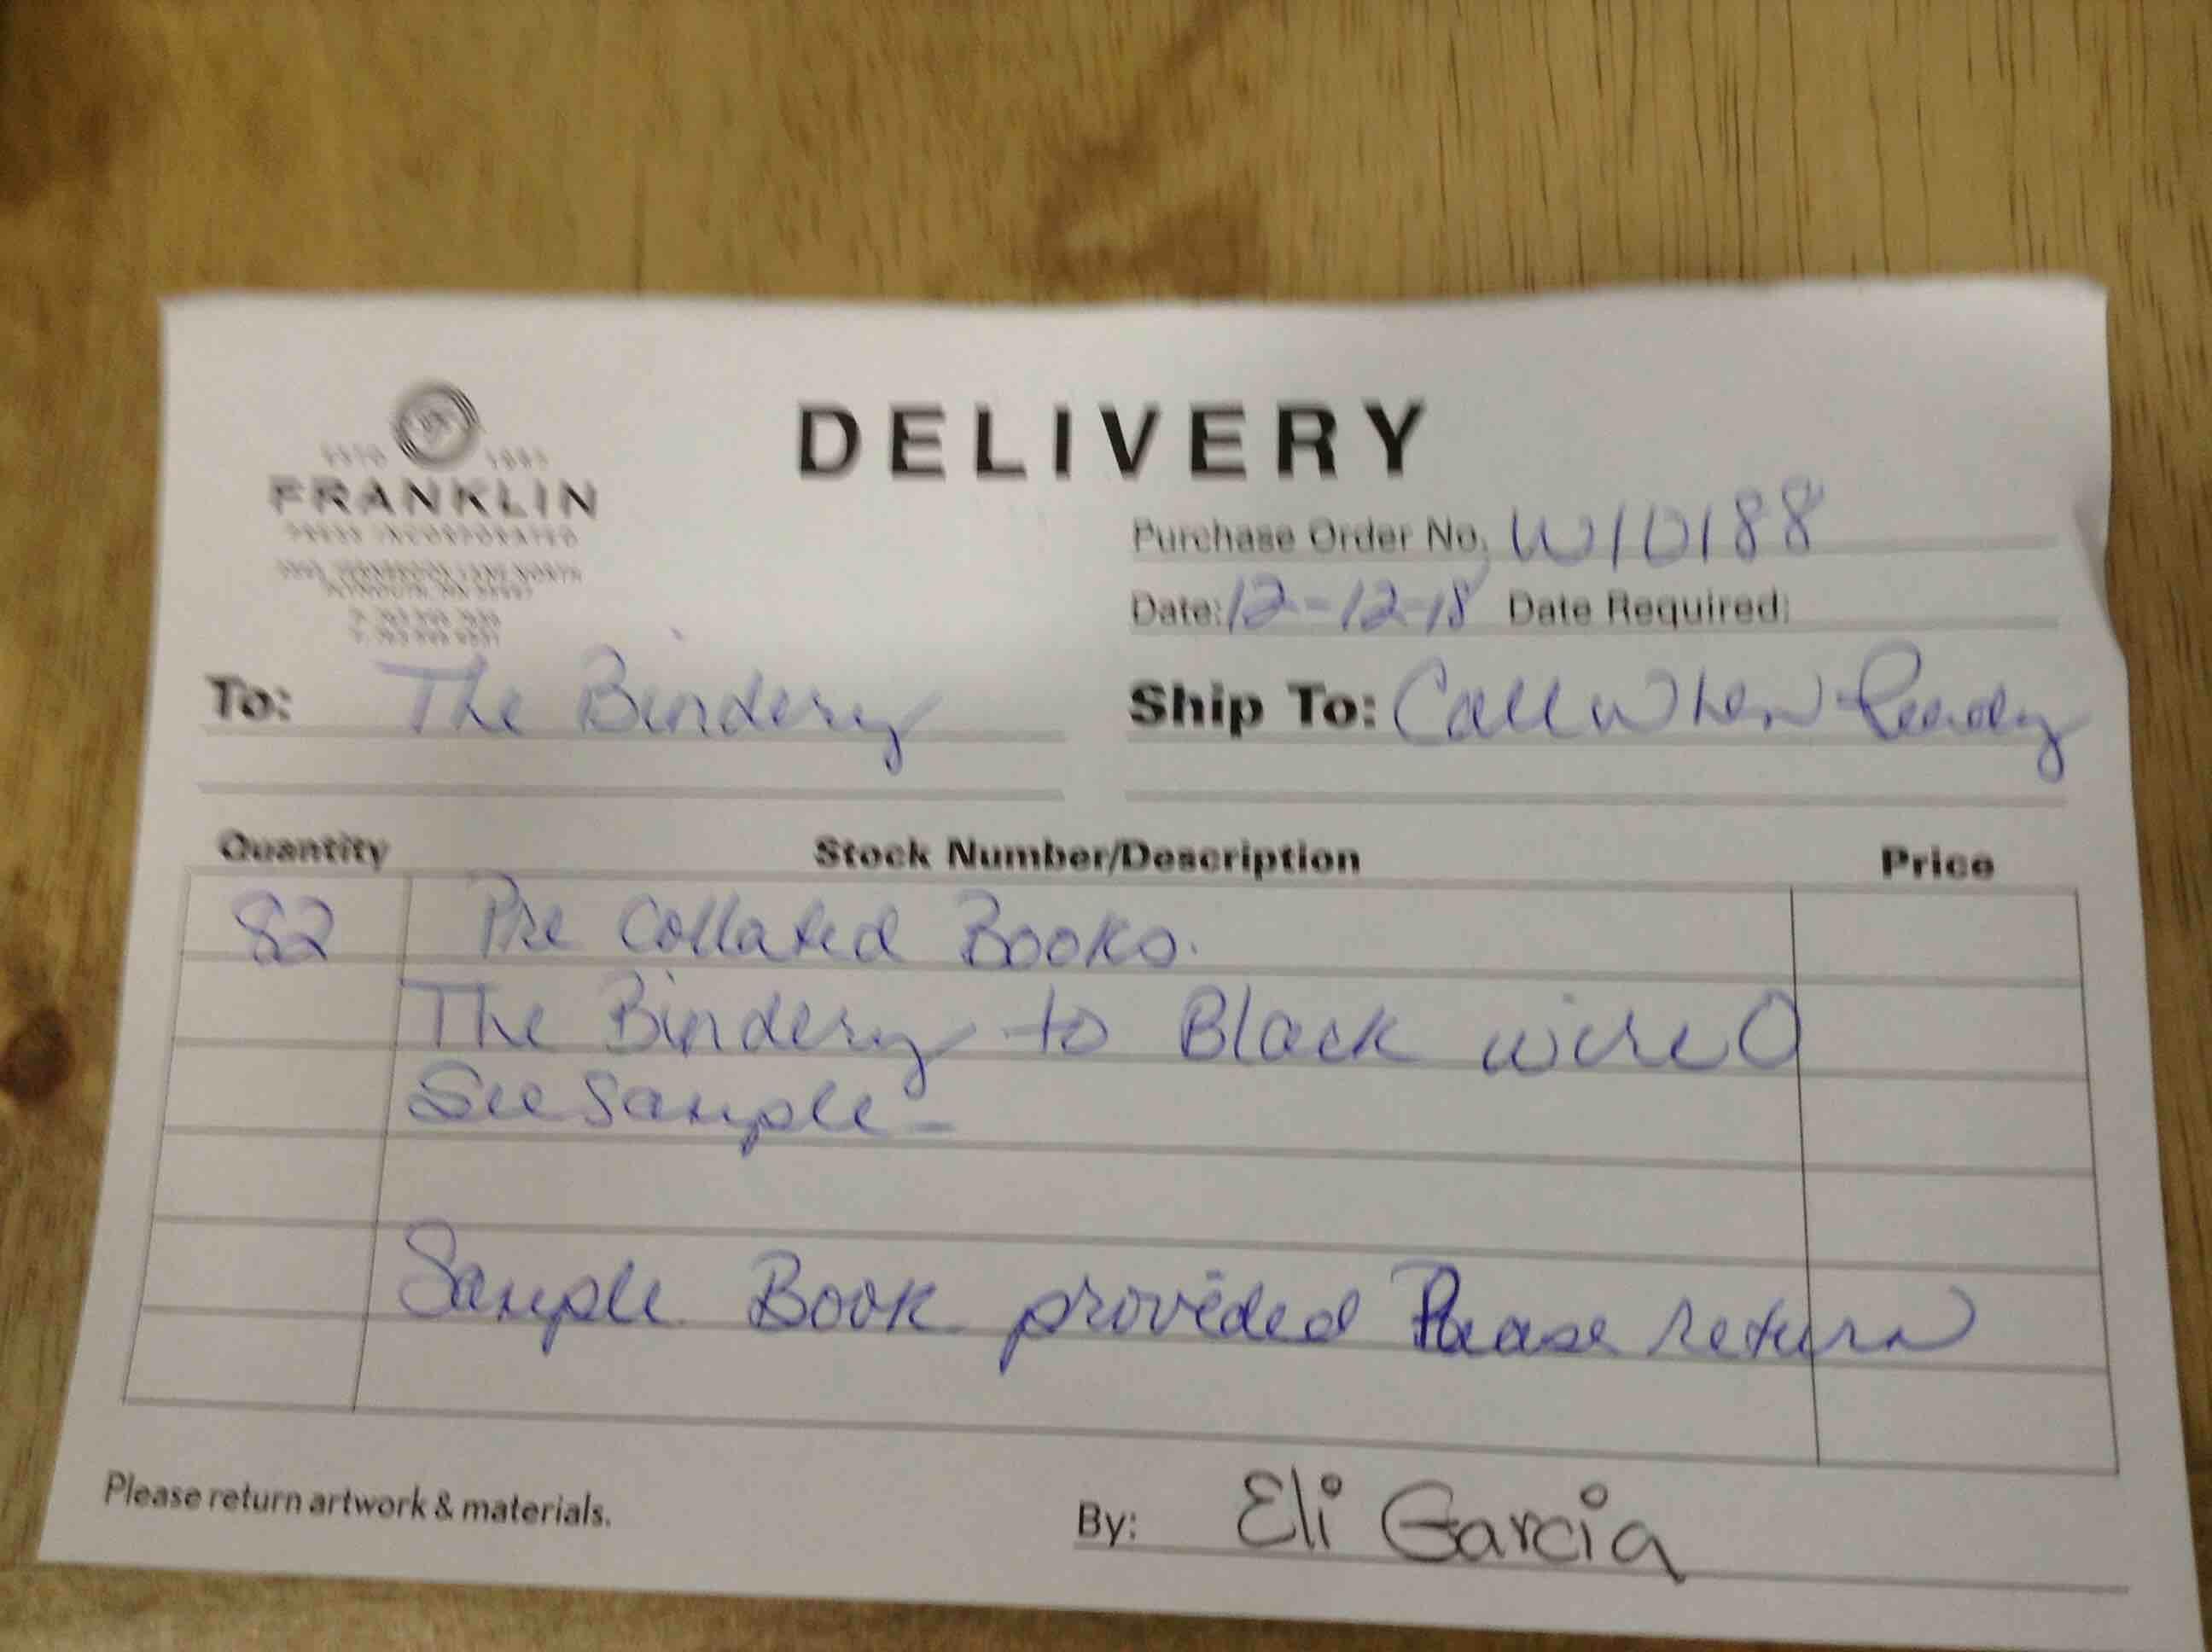 DELIVERY
FRANKLIN
PRESS INCORPORATED
Purchase Order No. W10188
Date: 12-12-18 Date Required:
To: The Bindery
Ship To: Call when Ready
Quantity Stock Number/Description Price
82 Pre Collated Books.
The Bindery to Black wire O
See Sample -
Sample Book provided Please return
Please return artwork & materials.
By: Eli Garcia